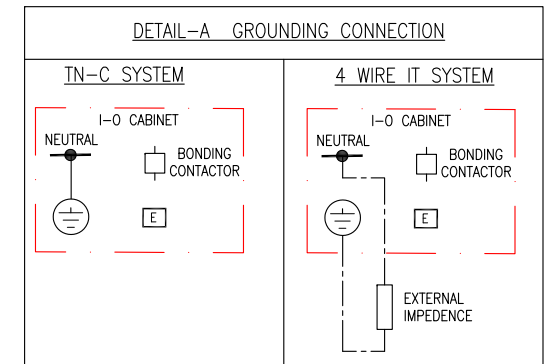 DETAIL-A GROUNDING CONNECTION
TN-C SYSTEM
I-O CABINET
NEUTRAL
BONDING
CONTACTOR
E
4 WIRE IT SYSTEM
I-O CABINET
NEUTRAL
BONDING
CONTACTOR
E
EXTERNAL
IMPEDENCE